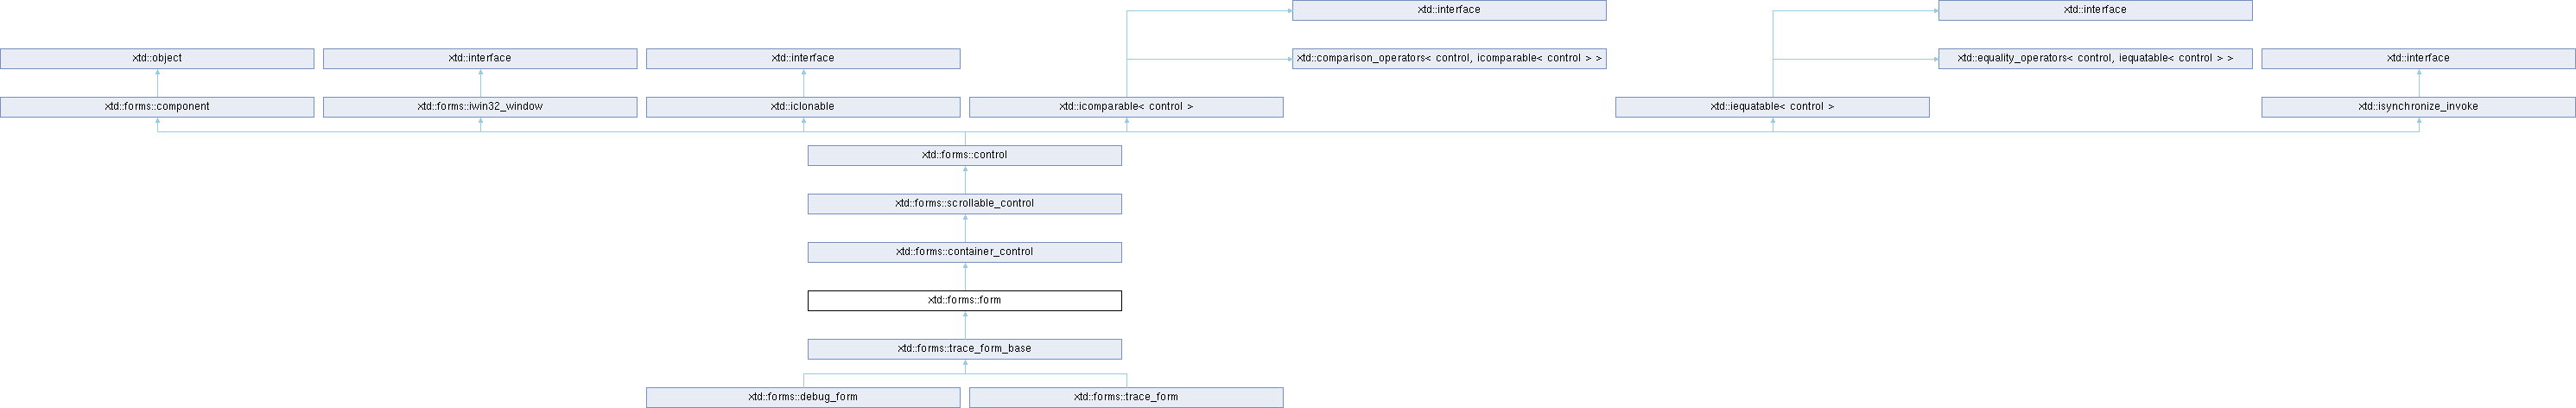 xtd::interface
xtd::interface
xtd::object
xtd::interface
xtd::interface
xtd::comparison_operators< control, icomparable< control > >
xtd::equality_operators< control, iequatable< control > >
xtd::interface
xtd::forms::component
xtd::forms::iwin32_window
xtd::iclonable
xtd::icomparable< control >
xtd::iequatable< control >
xtd::isynchronize_invoke
xtd::forms::control
xtd::forms::scrollable_control
xtd::forms::container_control
xtd::forms::form
xtd::forms::trace_form_base
xtd::forms::debug_form
xtd::forms::trace_form